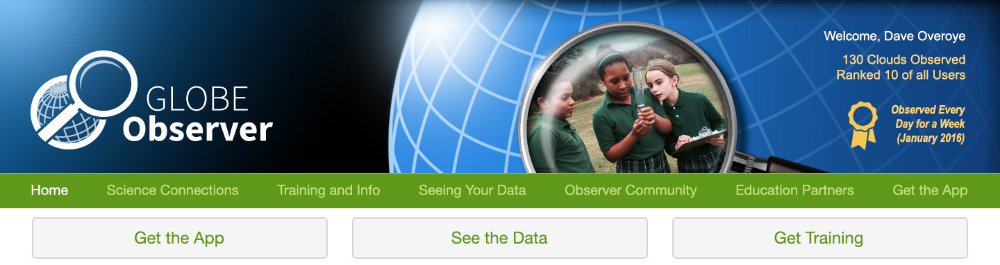 GLOBE
Observer
Welcome, Dave Overoye
130 Clouds Observed
Ranked 10 of all Users
Observed Every
Day for a Week
(January 2016)
Home Science Connections Training and Info Seeing Your Data Observer Community Education Partners Get the App
Get the App See the Data Get Training